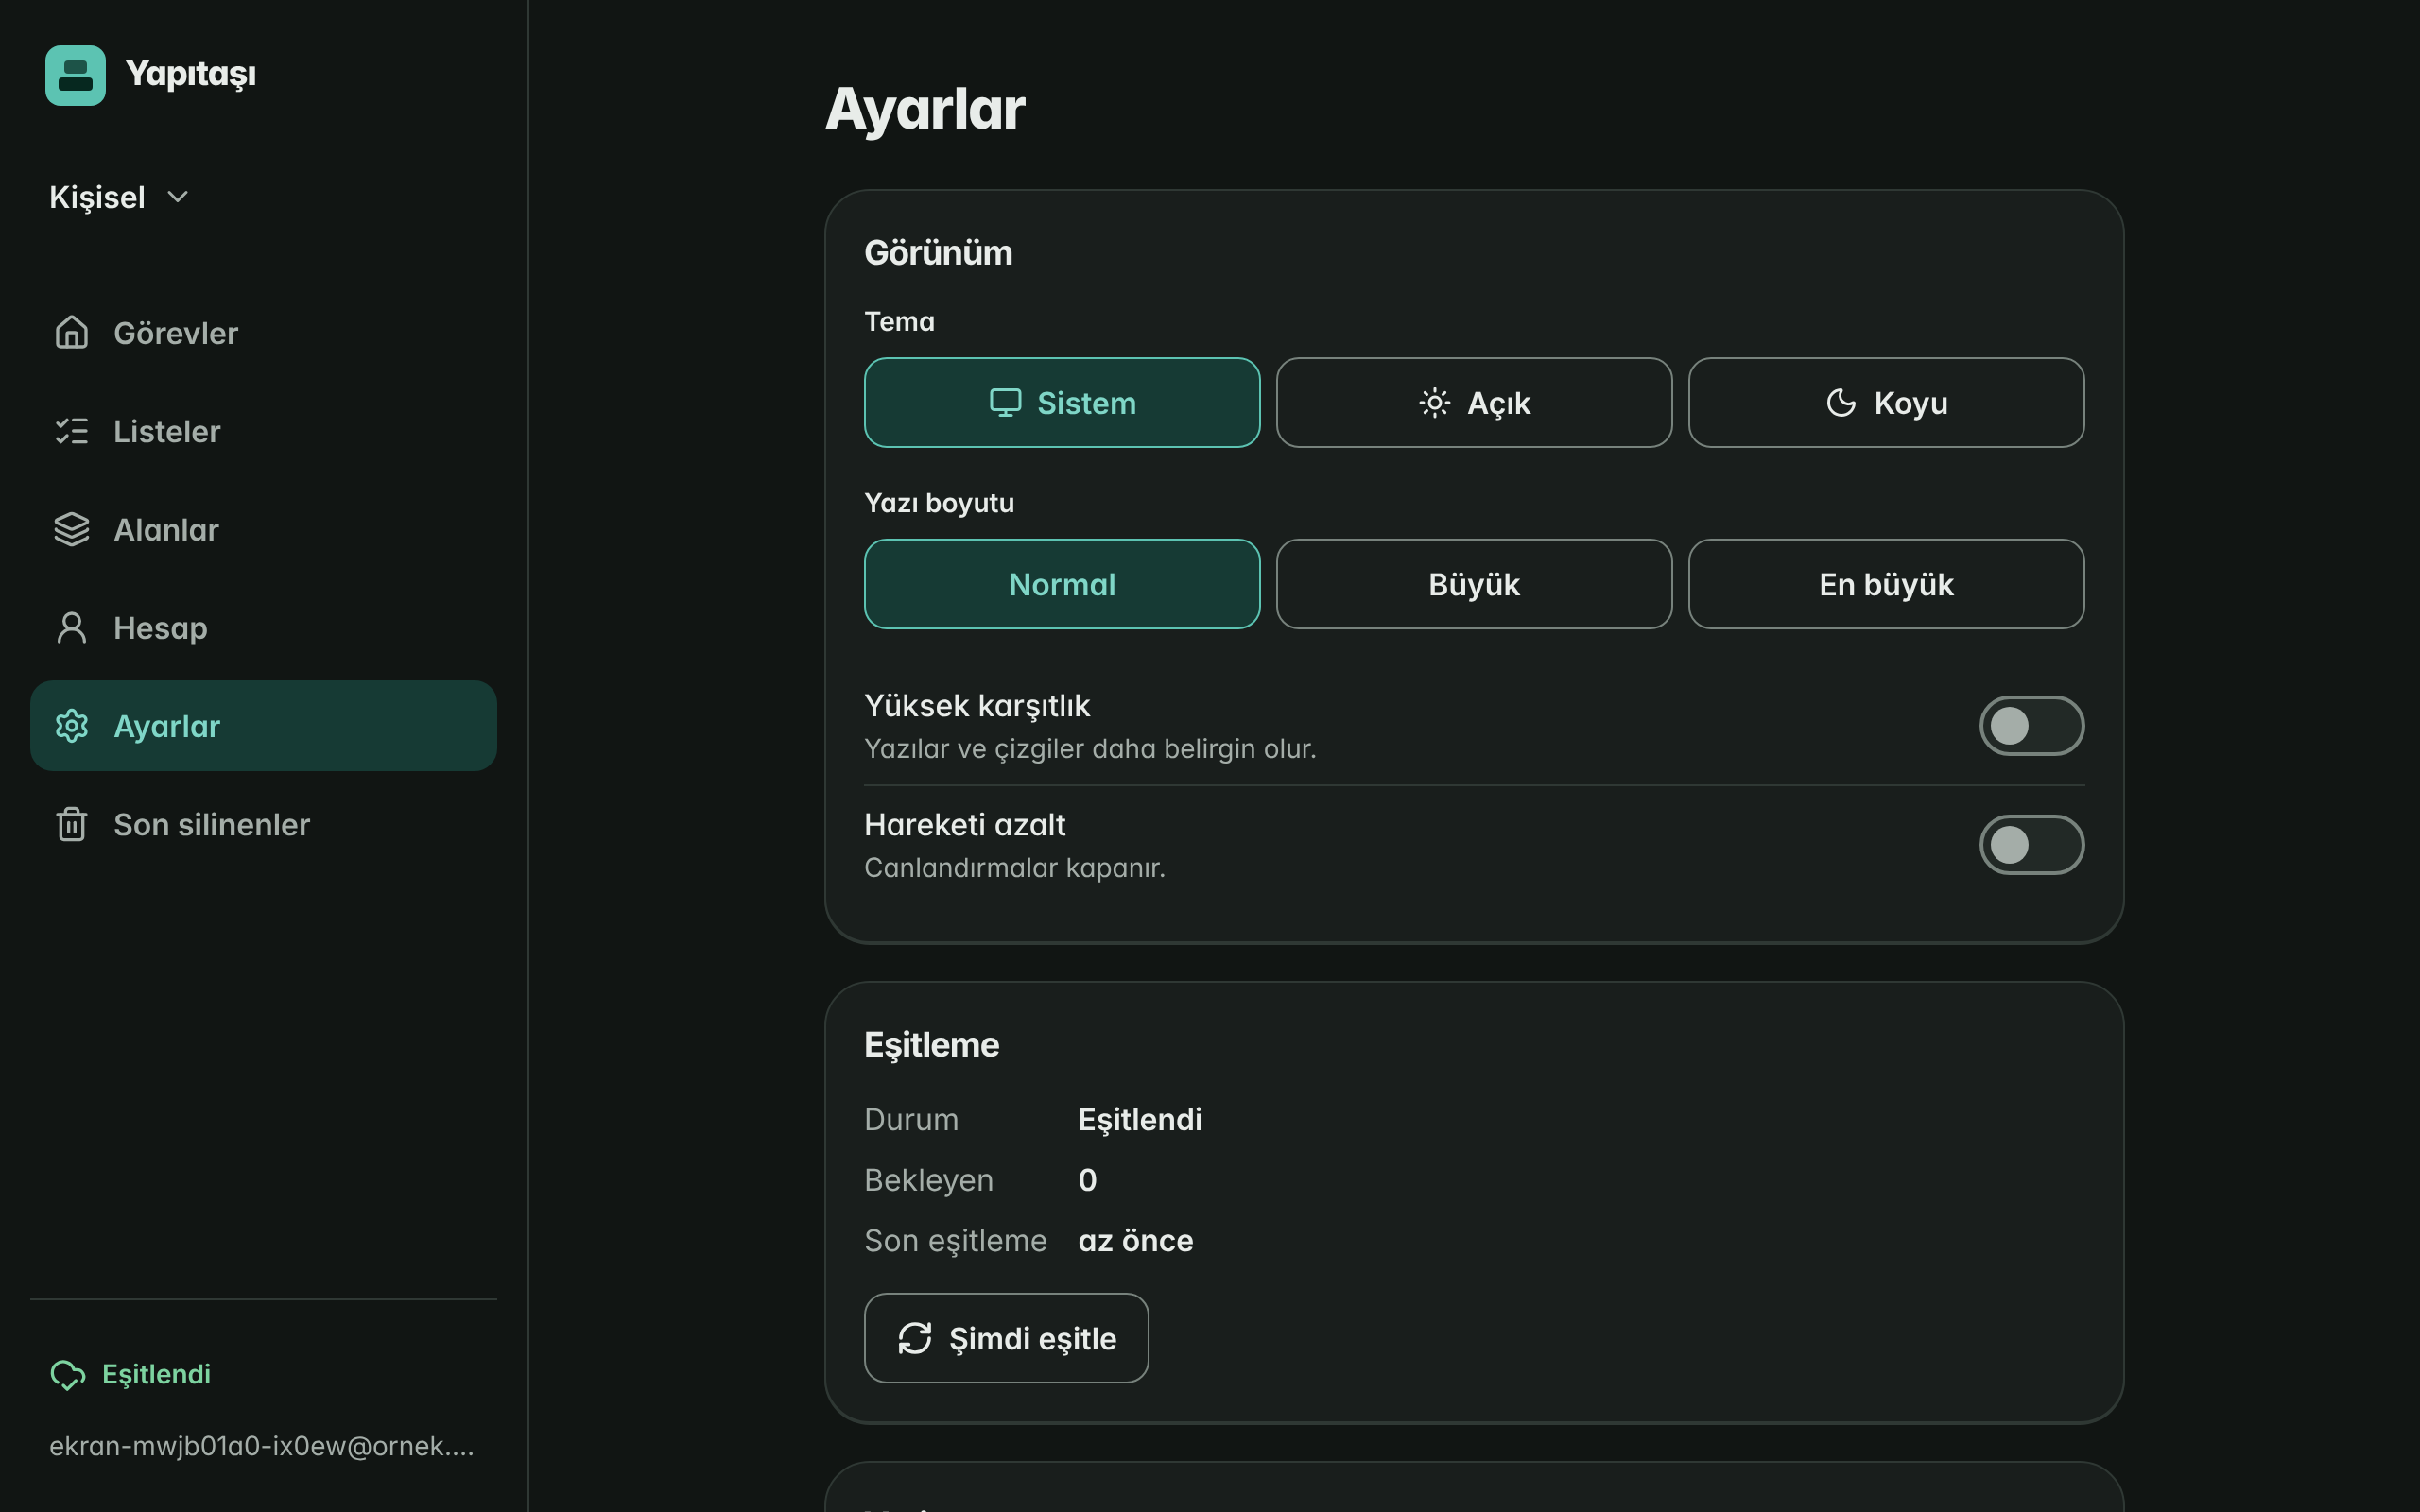 Yapıtaşı
Kişisel
Görevler
Listeler
Alanlar
Hesap
Ayarlar
Son silinenler
Eşitlendi
ekran-mwjb01a0-ix0ew@ornek....
Ayarlar
Görünüm
Tema
Sistem
Açık
Koyu
Yazı boyutu
Normal
Büyük
En büyük
Yüksek karşıtlık
Yazılar ve çizgiler daha belirgin olur.
Hareketi azalt
Canlandırmalar kapanır.
Eşitleme
Durum Eşitlendi
Bekleyen 0
Son eşitleme az önce
Şimdi eşitle